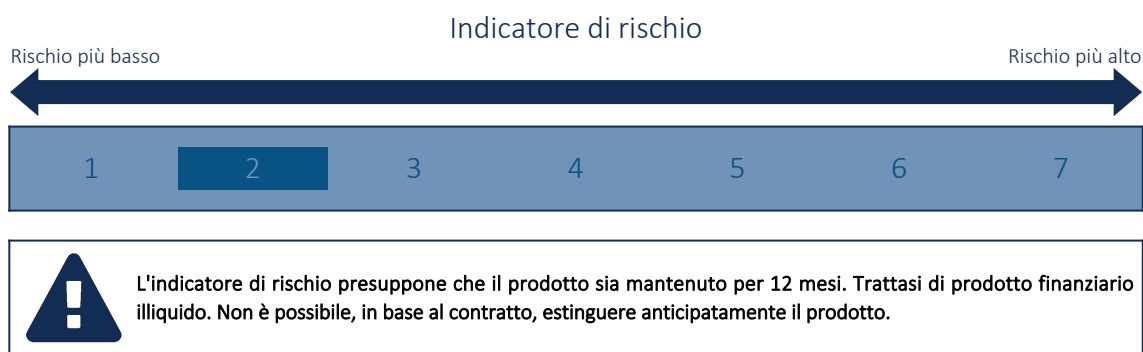 Indicatore di rischio
Rischio più basso
Rischio più alto
1 2 3 4 5 6 7
L'indicatore di rischio presuppone che il prodotto sia mantenuto per 12 mesi. Trattasi di prodotto finanziario
illiquido. Non è possibile, in base al contratto, estinguere anticipatamente il prodotto.